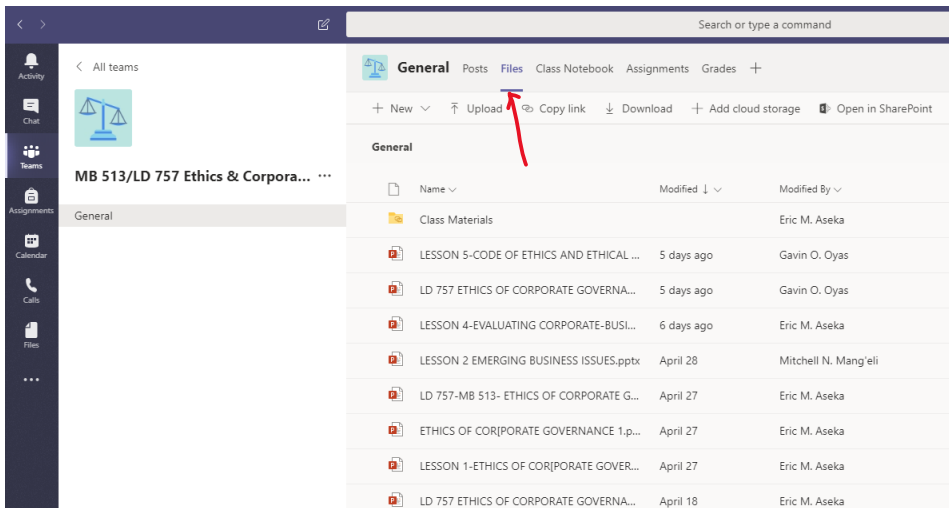 Search or type a command
Activity
Chat
Teams
Assignments
Calendar
Calls
Files
All teams
MB 513/LD 757 Ethics & Corpora... ...
General
General Posts Files Class Notebook Assignments Grades +
+ New Upload Copy link Download + Add cloud storage Open in SharePoint
General
Name Modified ↓ Modified By
Class Materials Eric M. Aseka
LESSON 5-CODE OF ETHICS AND ETHICAL ... 5 days ago Gavin O. Oyas
LD 757 ETHICS OF CORPORATE GOVERNA... 5 days ago Gavin O. Oyas
LESSON 4-EVALUATING CORPORATE-BUSI... 6 days ago Eric M. Aseka
LESSON 2 EMERGING BUSINESS ISSUES.pptx April 28 Mitchell N. Mang'eli
LD 757-MB 513- ETHICS OF CORPORATE G... April 27 Eric M. Aseka
ETHICS OF COR[PORATE GOVERNANCE 1.p... April 27 Eric M. Aseka
LESSON 1-ETHICS OF COR[PORATE GOVER... April 27 Eric M. Aseka
LD 757 ETHICS OF CORPORATE GOVERNA... April 18 Eric M. Aseka